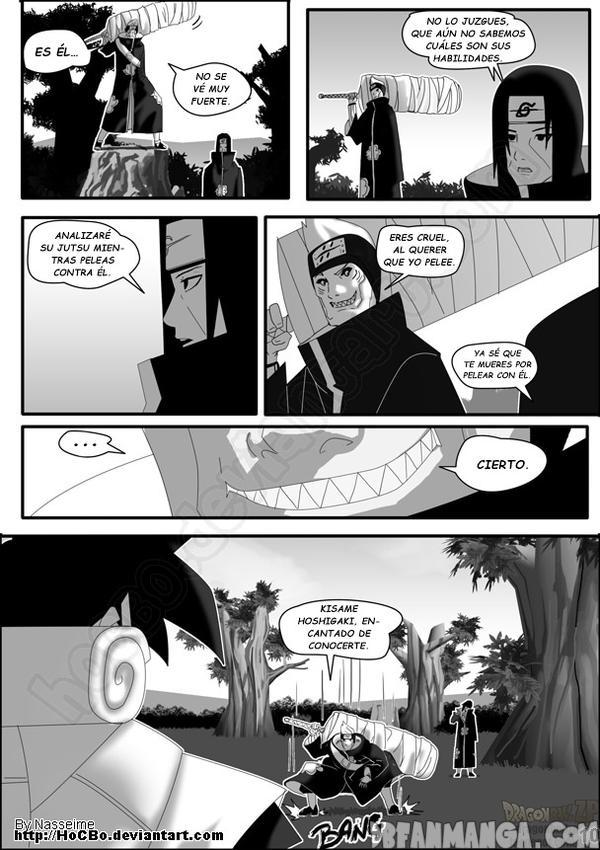 ES ÉL...
NO SE
VÉ MUY
FUERTE.
NO LO JUZGUES,
QUE AÚN NO SABEMOS
CUÁLES SON SUS
HABILIDADES.
ANALIZARÉ
SU JUTSU MIEN-
TRAS PELEAS
CONTRA ÉL.
ERES CRUEL,
AL QUERER
QUE YO PELEE.
YA SÉ QUE
TE MUERES POR
PELEAR CON ÉL.
...
CIERTO.
KISAME
HOSHIGAKI, EN-
CANTADO DE
CONOCERTE.
BANG
By Nasseime
http://HoCBo.deviantart.com
DBFANMANGA.COM
10